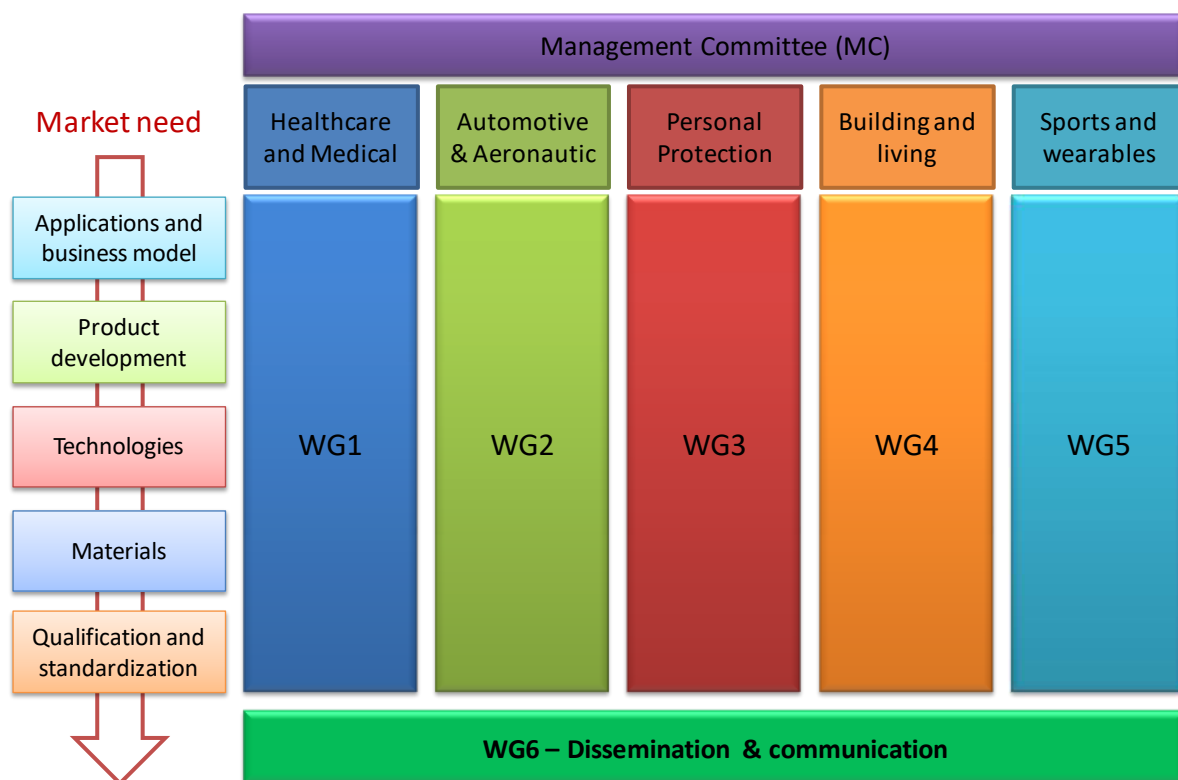 Management Committee (MC)
Market need
Healthcare
and Medical
Automotive
& Aeronautic
Personal
Protection
Building and
living
Sports and
wearables
Applications and
business model
Product
development
Technologies
Materials
Qualification and
standardization
WG1
WG2
WG3
WG4
WG5
WG6 – Dissemination & communication